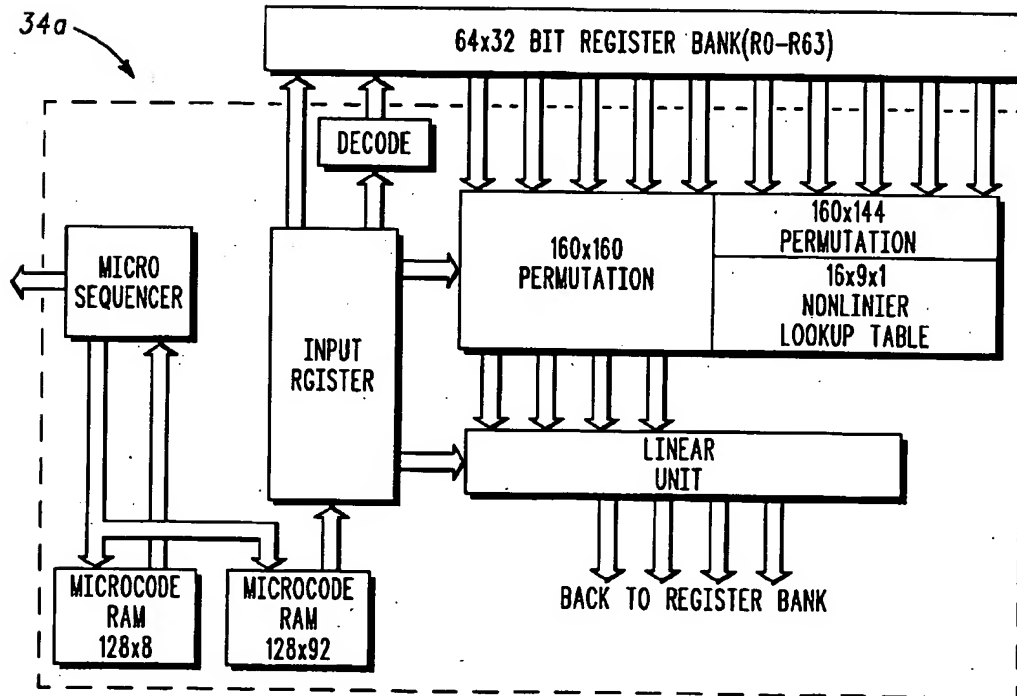 34a
64x32 BIT REGISTER BANK(R0-R63)
DECODE
MICRO
SEQUENCER
INPUT
RGISTER
160x160
PERMUTATION
160x144
PERMUTATION
16x9x1
NONLINIER
LOOKUP TABLE
LINEAR
UNIT
MICROCODE
RAM
128x8
MICROCODE
RAM
128x92
BACK TO REGISTER BANK